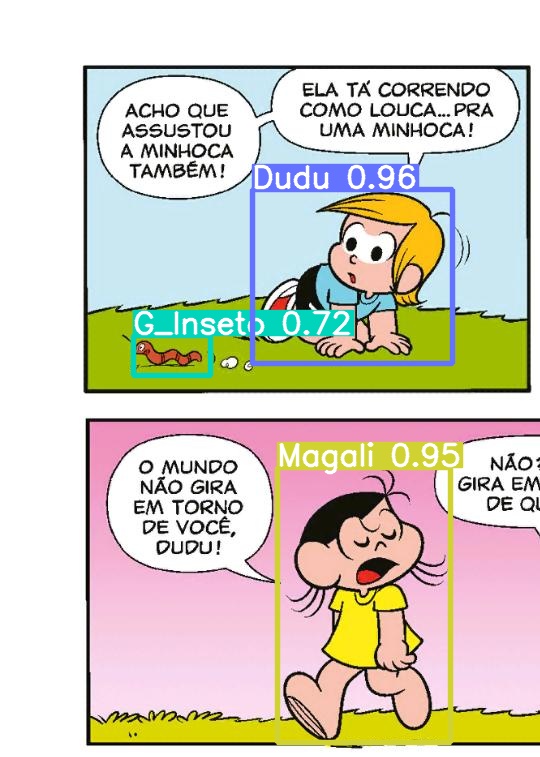 ACHO QUE
ASSUSTOU
A MINHOCA
TAMBÉM!
ELA TÁ CORRENDO
COMO LOUCA...PRA
UMA MINHOCA!
Dudu 0.96
G_Inseto 0.72
O MUNDO
NÃO GIRA
EM TORNO
DE VOCÊ,
DUDU!
Magali 0.95
NÃO?
GIRA EM
DE QU